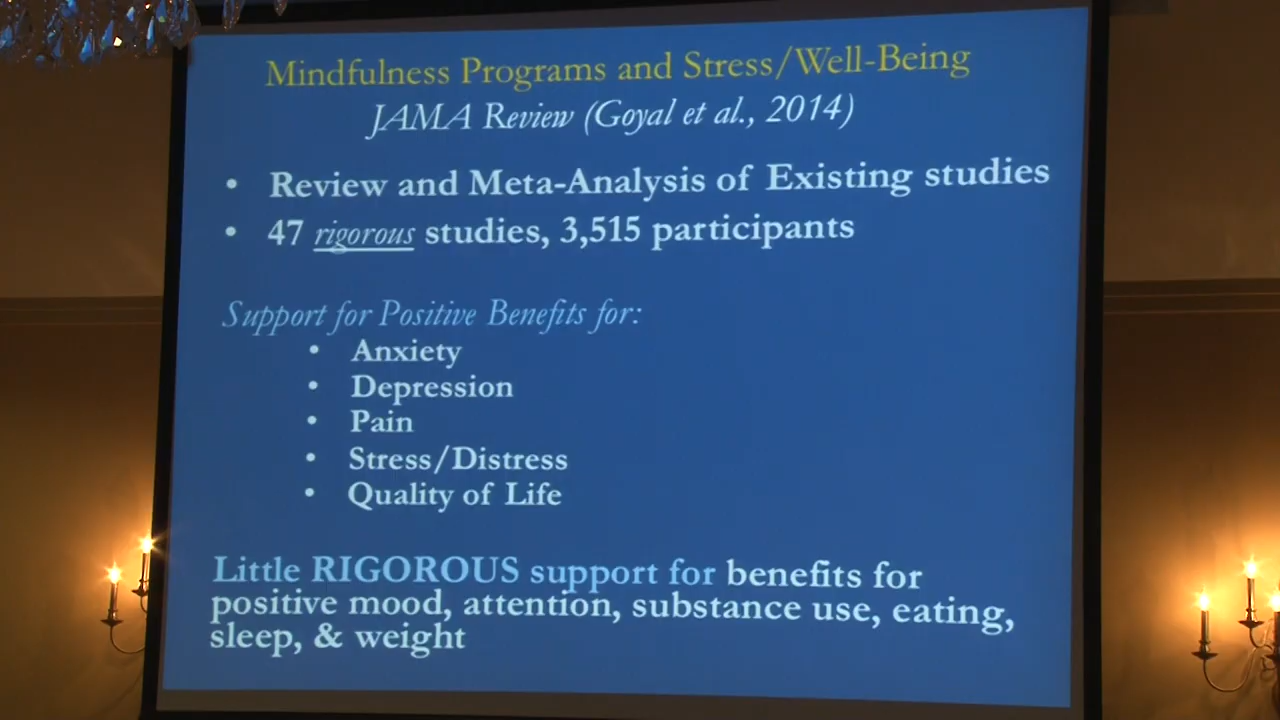 Mindfulness Programs and Stress/Well-Being
JAMA Review (Goyal et al., 2014)
• Review and Meta-Analysis of Existing studies
• 47 rigorous studies, 3,515 participants
Support for Positive Benefits for:
• Anxiety
• Depression
• Pain
• Stress/Distress
• Quality of Life
Little RIGOROUS support for benefits for
positive mood, attention, substance use, eating,
sleep, & weight